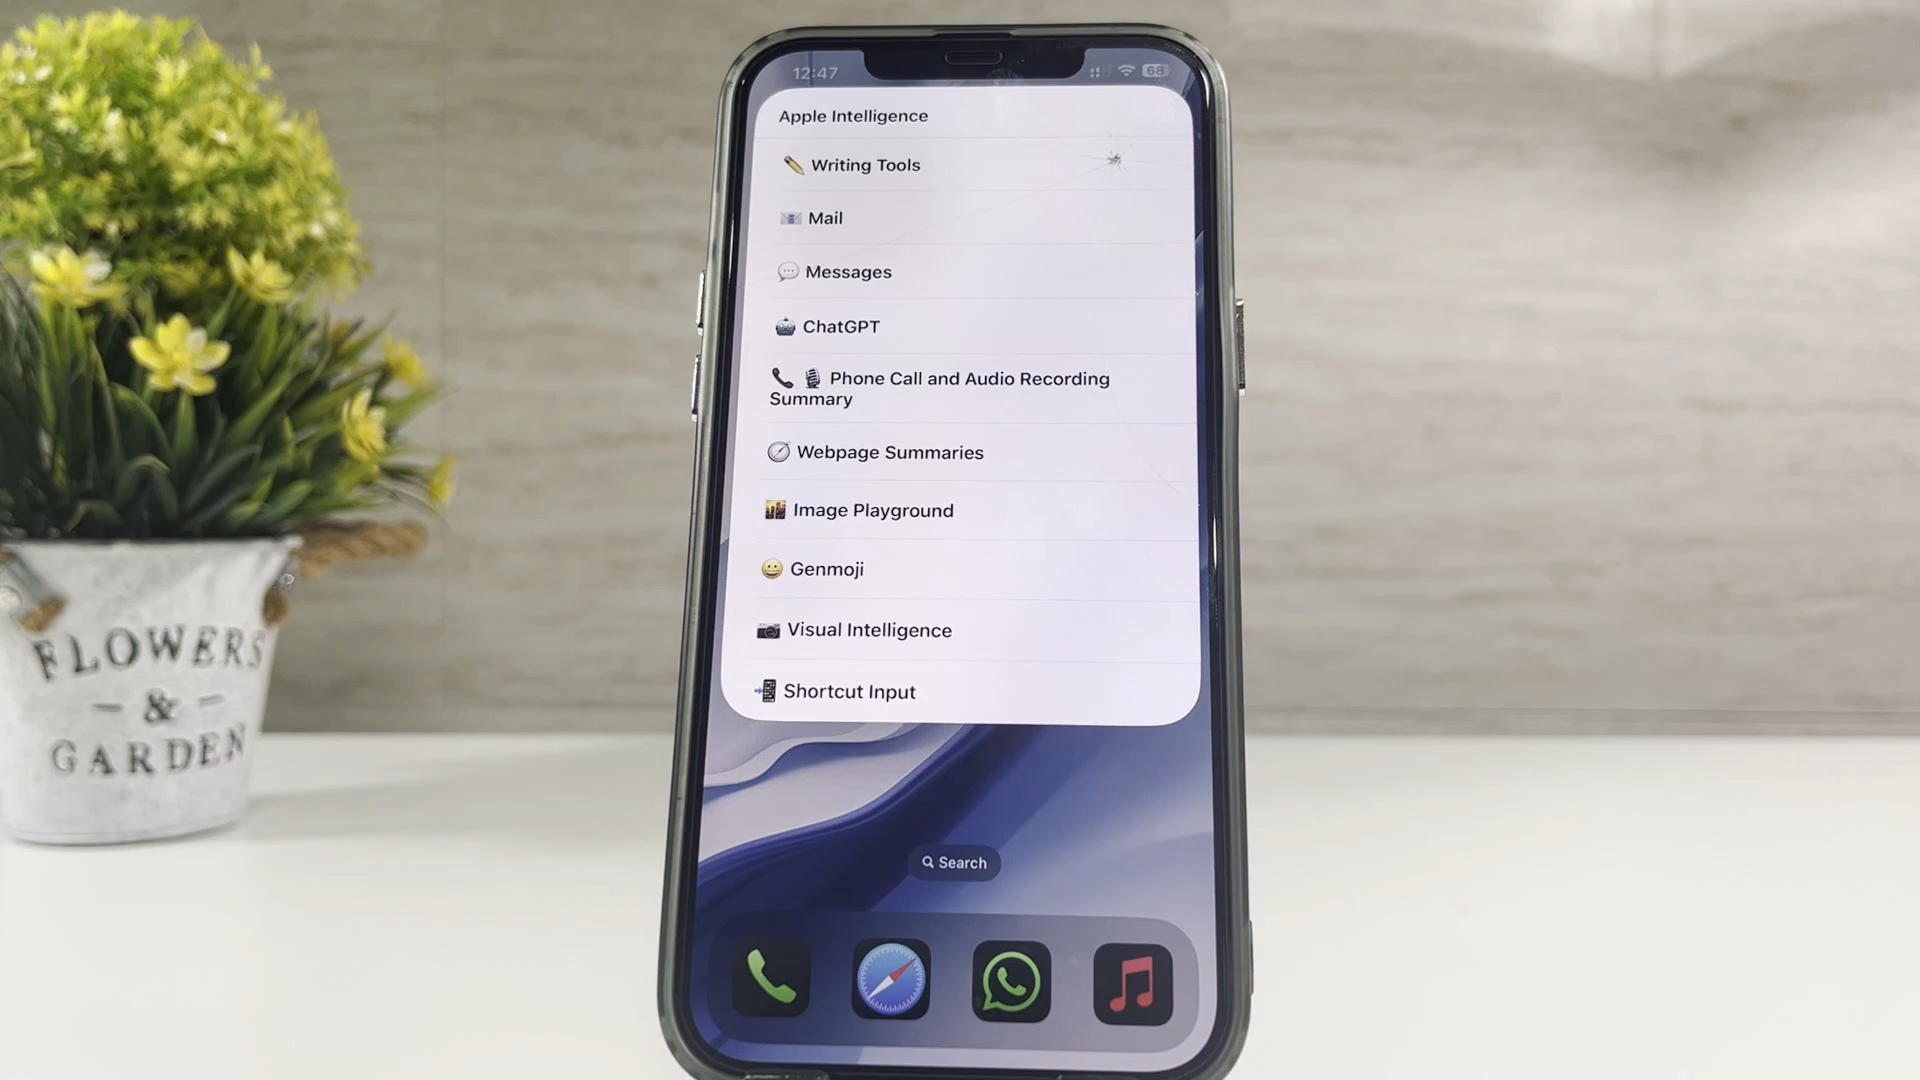 12:47
68
Apple Intelligence
Writing Tools
Mail
Messages
ChatGPT
Phone Call and Audio Recording
Summary
Webpage Summaries
Image Playground
Genmoji
Visual Intelligence
Shortcut Input
Search
FLOWERS
&
GARDEN